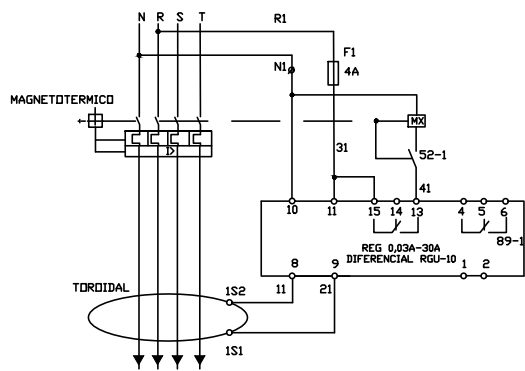 N R S T
R1
N1
F1
4A
MAGNETOTERMICO
MX
I>
31
52-1
41
10 11 15 14 13 4 5 6
89-1
REG 0,03A-30A
DIFERENCIAL RGU-10
8 9 1 2
11 21
TOROIDAL
1S2
1S1